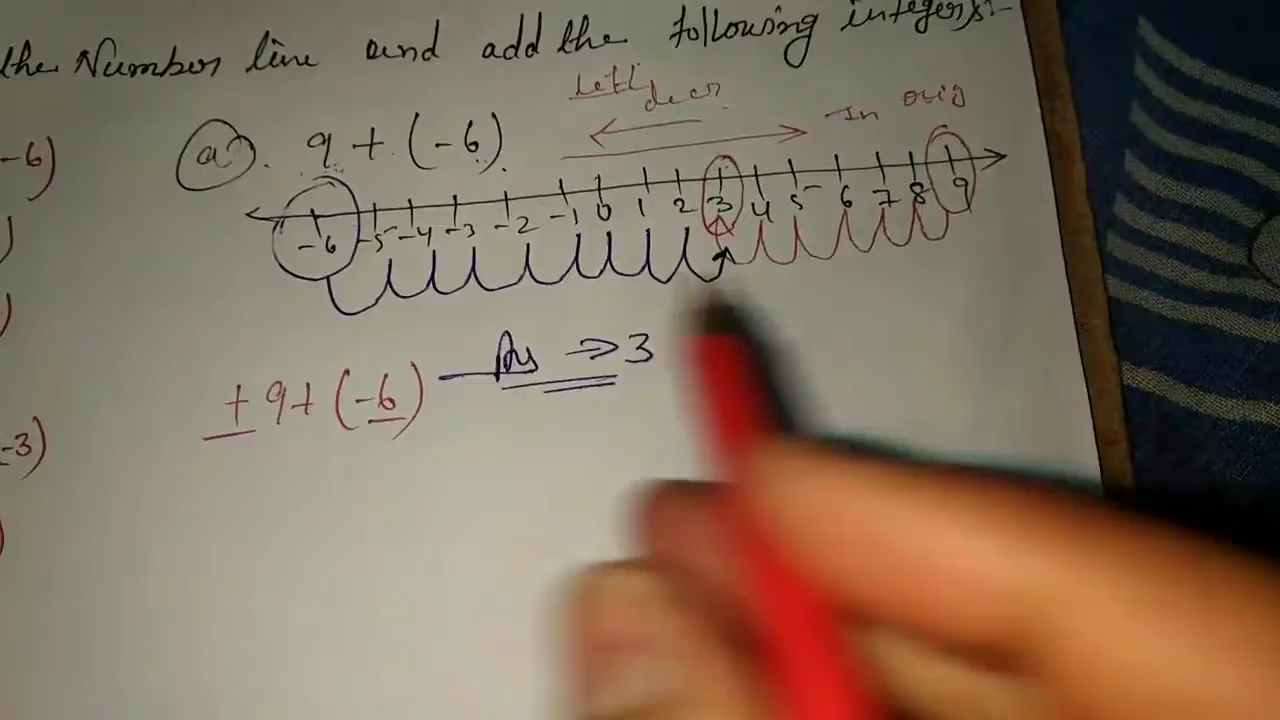 the Number line and add the following integers:-
Left decr
In
-6)
(a). 9 + (-6)
-6 -5 -4 -3 -2 -1 0 1 2 3 4 5 6 7 8 9
)
)
+9+(-6) Ans ⇒ 3
-3)
)